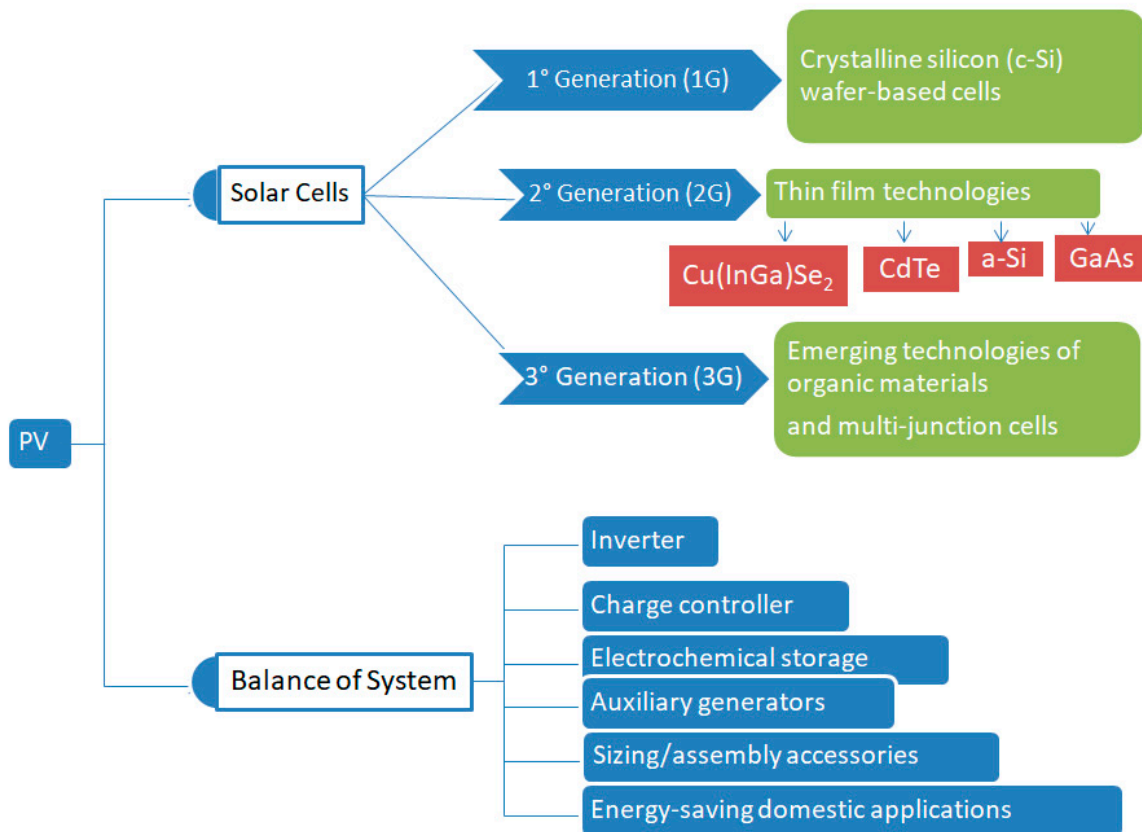 1° Generation (1G)
Crystalline silicon (c-Si)
wafer-based cells
Solar Cells
2° Generation (2G)
Thin film technologies
Cu(InGa)Se₂
CdTe
a-Si
GaAs
3° Generation (3G)
Emerging technologies of
organic materials
and multi-junction cells
PV
Inverter
Charge controller
Electrochemical storage
Balance of System
Auxiliary generators
Sizing/assembly accessories
Energy-saving domestic applications